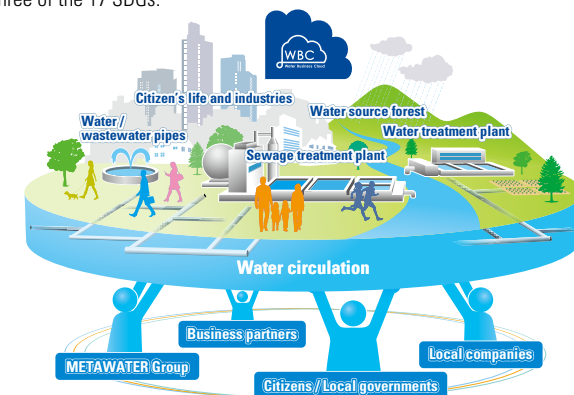 three of the 17 SDGs.
WBC
Water Business Cloud
Citizen's life and industries
Water source forest
Water /
wastewater pipes
Water treatment plant
Sewage treatment plant
Water circulation
Business partners
Local companies
METAWATER Group
Citizens / Local governments